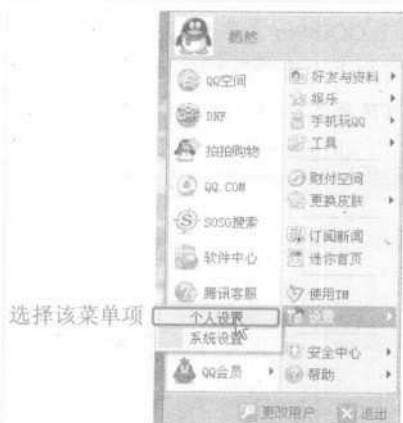 鹤然
QQ空间
DNF
拍拍购物
QQ.COM
SOSO搜索
软件中心
腾讯客服
QQ会员
好友与资料
娱乐
手机玩QQ
工具
财付空间
更换皮肤
订阅新闻
迷你首页
使用TM
设置
安全中心
帮助
选择该菜单项
个人设置
系统设置
更改用户
退出